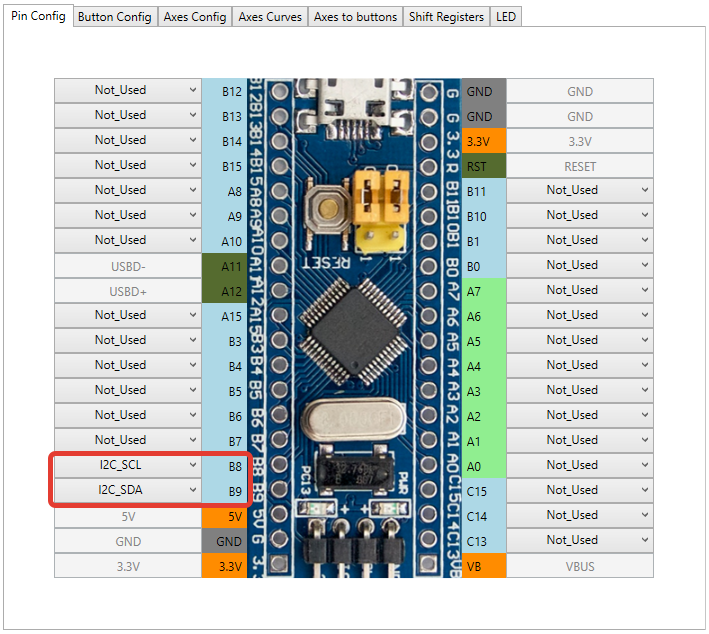 Pin Config Button Config Axes Config Axes Curves Axes to buttons Shift Registers LED
Not_Used B12 GND GND
Not_Used B13 GND GND
Not_Used B14 3.3V 3.3V
Not_Used B15 RST RESET
Not_Used A8 B11 Not_Used
Not_Used A9 B10 Not_Used
Not_Used A10 B1 Not_Used
USBD- A11 B0 Not_Used
USBD+ A12 A7 Not_Used
Not_Used A15 A6 Not_Used
Not_Used B3 A5 Not_Used
Not_Used B4 A4 Not_Used
Not_Used B5 A3 Not_Used
Not_Used B6 A2 Not_Used
Not_Used B7 A1 Not_Used
I2C_SCL B8 A0 Not_Used
I2C_SDA B9 C15 Not_Used
5V 5V C14 Not_Used
GND GND C13 Not_Used
3.3V 3.3V VB VBUS
B12 B13 B14 B15 A8 A9 A10 A11 A12 A15 B3 B4 B5 B6 B7 B8 B9 5V G 3.3
G G 3.3 R B11 B10 B1 B0 A7 A6 A5 A4 A3 A2 A1 A0 C15 C14 C13 VB
RESET
PC13
PWR